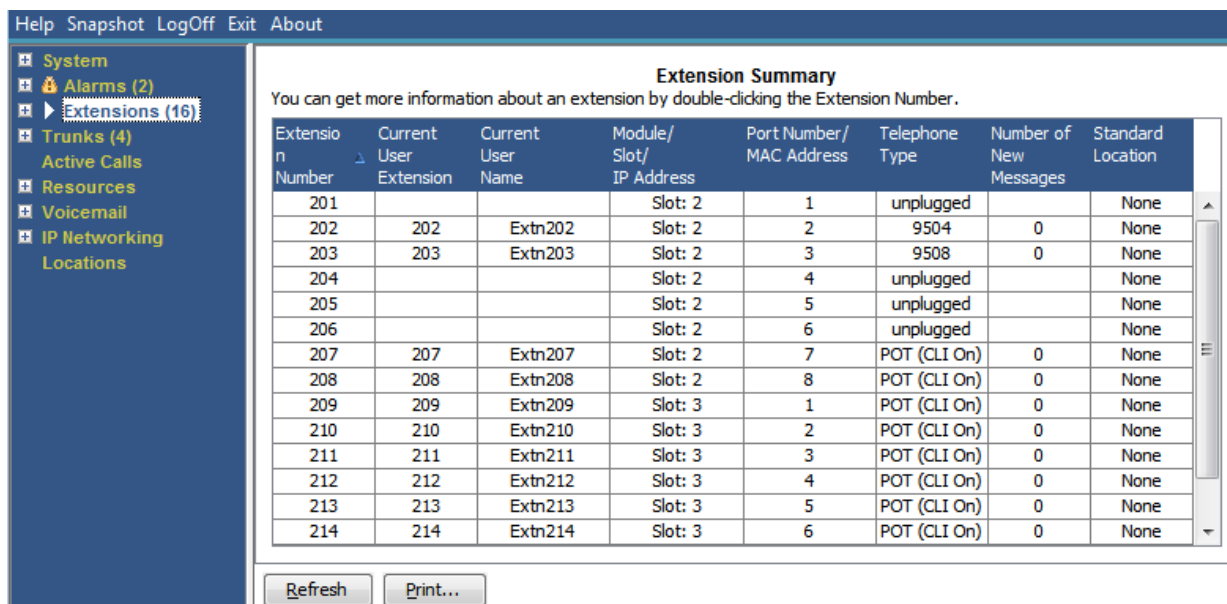 Help Snapshot LogOff Exit About
System
Alarms (2)
Extensions (16)
Trunks (4)
Active Calls
Resources
Voicemail
IP Networking
Locations
Extension Summary
You can get more information about an extension by double-clicking the Extension Number.
Extensio Current Current Module/ Port Number/ Telephone Number of Standard
n User User Slot/ MAC Address Type New Location
Number Extension Name IP Address Messages
201 Slot: 2 1 unplugged None
202 202 Extn202 Slot: 2 2 9504 0 None
203 203 Extn203 Slot: 2 3 9508 0 None
204 Slot: 2 4 unplugged None
205 Slot: 2 5 unplugged None
206 Slot: 2 6 unplugged None
207 207 Extn207 Slot: 2 7 POT (CLI On) 0 None
208 208 Extn208 Slot: 2 8 POT (CLI On) 0 None
209 209 Extn209 Slot: 3 1 POT (CLI On) 0 None
210 210 Extn210 Slot: 3 2 POT (CLI On) 0 None
211 211 Extn211 Slot: 3 3 POT (CLI On) 0 None
212 212 Extn212 Slot: 3 4 POT (CLI On) 0 None
213 213 Extn213 Slot: 3 5 POT (CLI On) 0 None
214 214 Extn214 Slot: 3 6 POT (CLI On) 0 None
Refresh Print...